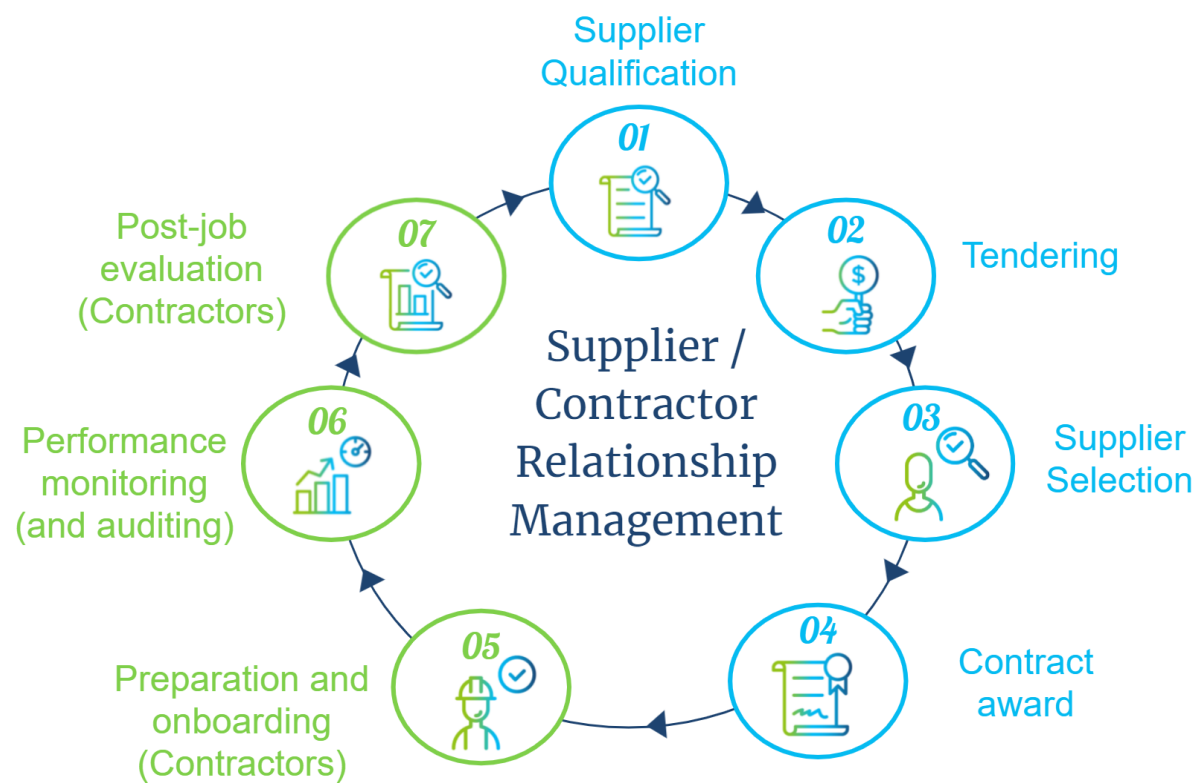 Supplier
Qualification
01
02
Tendering
$
03
Supplier
Selection
04
Contract
award
05
Preparation and
onboarding
(Contractors)
06
Performance
monitoring
(and auditing)
07
Post-job
evaluation
(Contractors)
Supplier /
Contractor
Relationship
Management